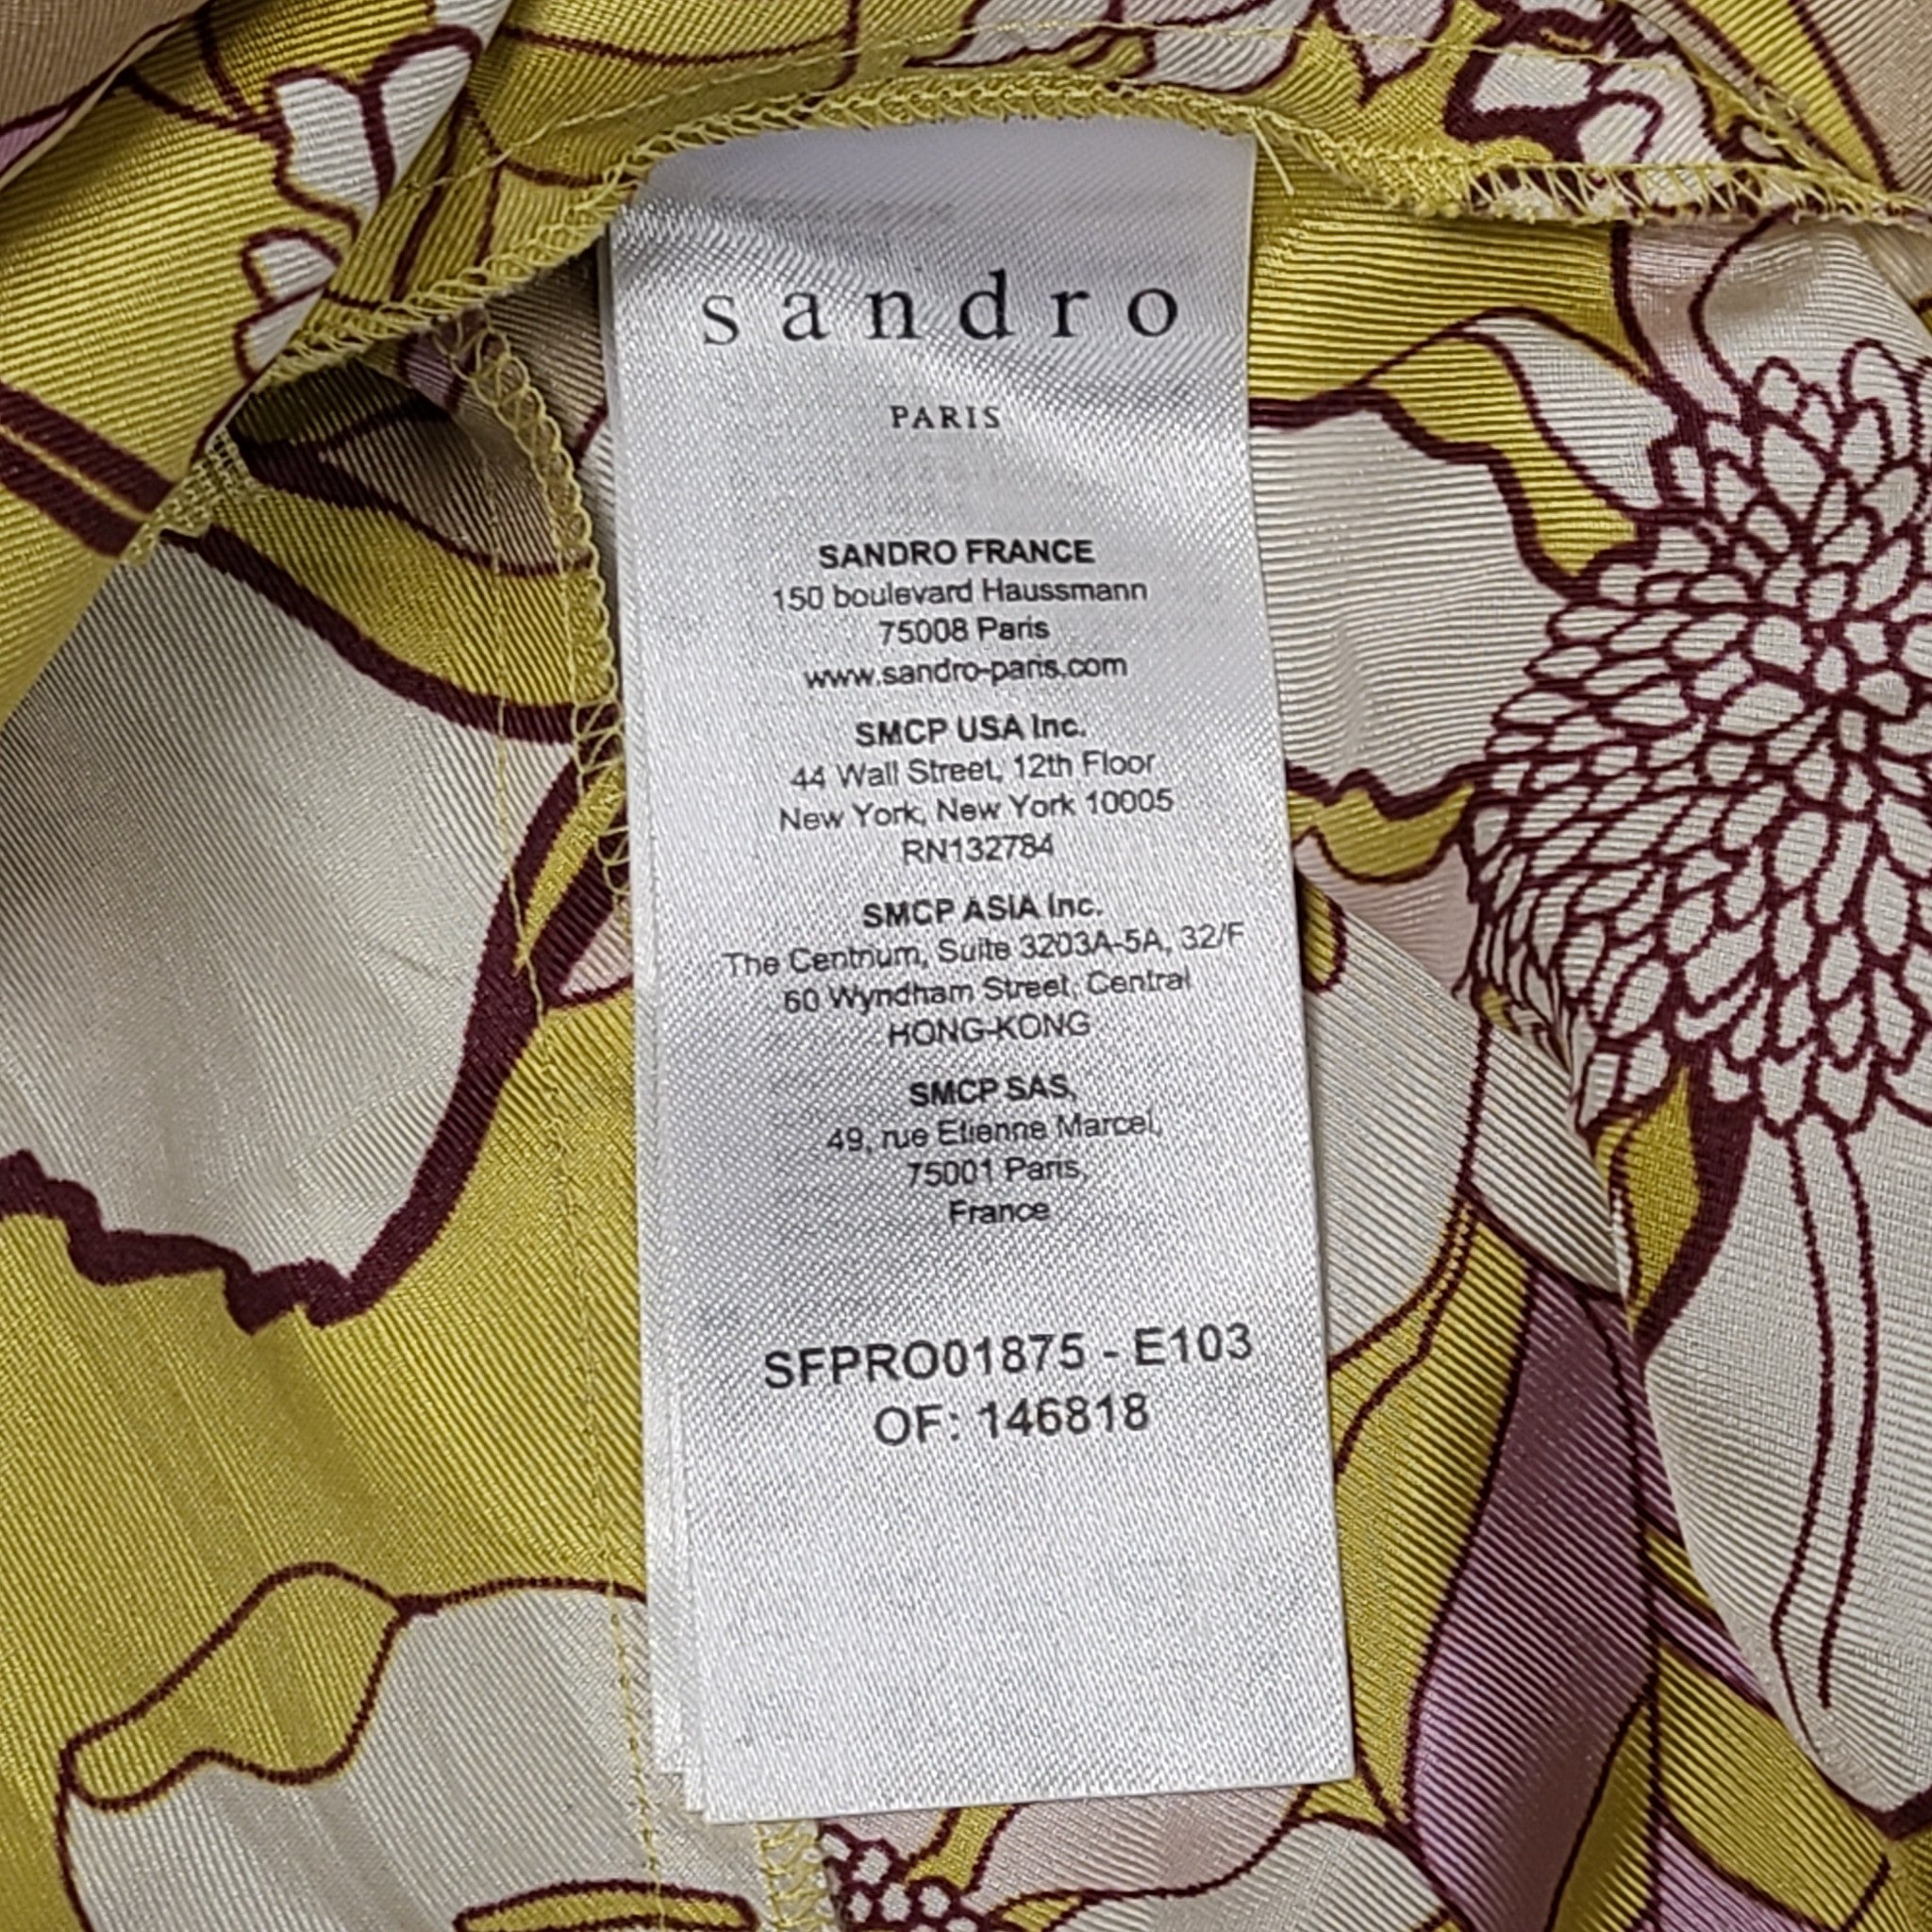 sandro
PARIS
SANDRO FRANCE
150 boulevard Haussmann
75008 Paris
www.sandro-paris.com
SMCP USA Inc.
44 Wall Street, 12th Floor
New York, New York 10005
RN132784
SMCP ASIA Inc.
The Centrium, Suite 3203A-5A, 32/F
60 Wyndham Street, Central
HONG-KONG
SMCP SAS,
49, rue Etienne Marcel,
75001 Paris,
France
SFPRO01875 - E103
OF: 146818